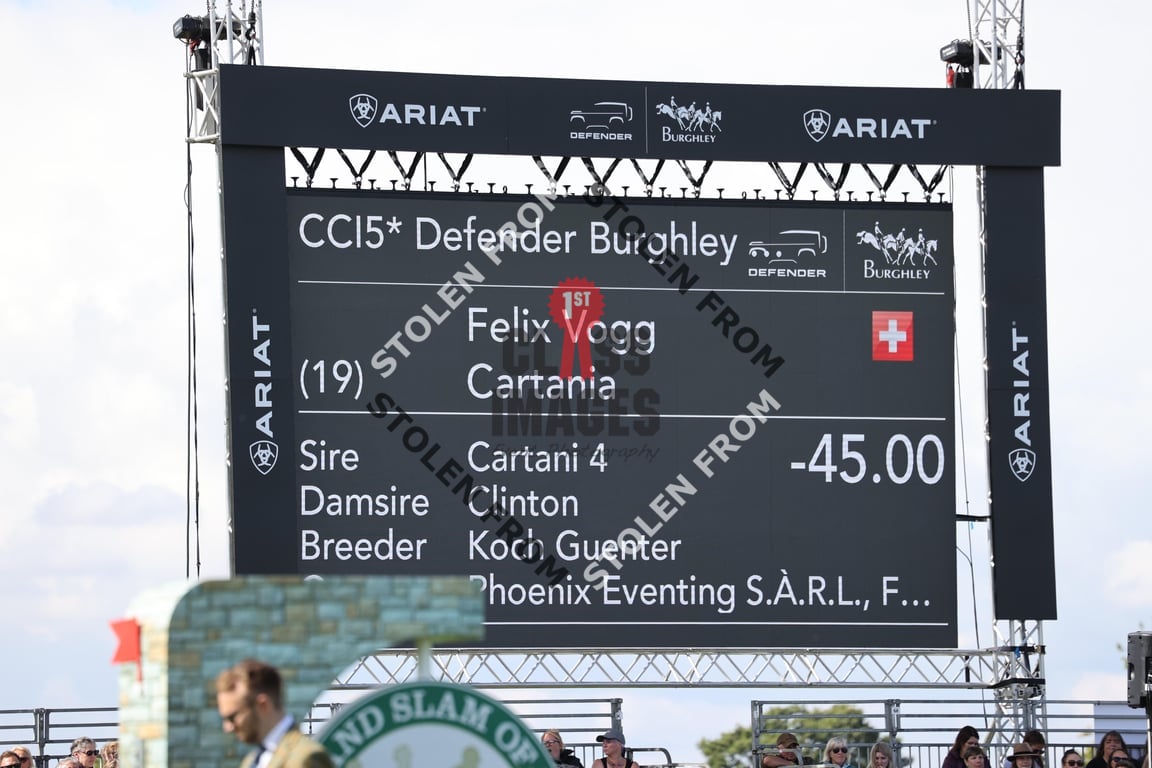 ARIAT
DEFENDER
BURGHLEY
ARIAT
CCI5* Defender Burghley
DEFENDER
BURGHLEY
Felix Vogg
(19) Cartania
Sire Cartani 4 -45.00
Damsire Clinton
Breeder Koch Guenter
Phoenix Eventing S.À.R.L., F...
ARIAT
ARIAT
STOLEN FROM
STOLEN FROM
STOLEN FROM
STOLEN FROM
1ST
CLASS
IMAGES
Event Photography
ND SLAM OF